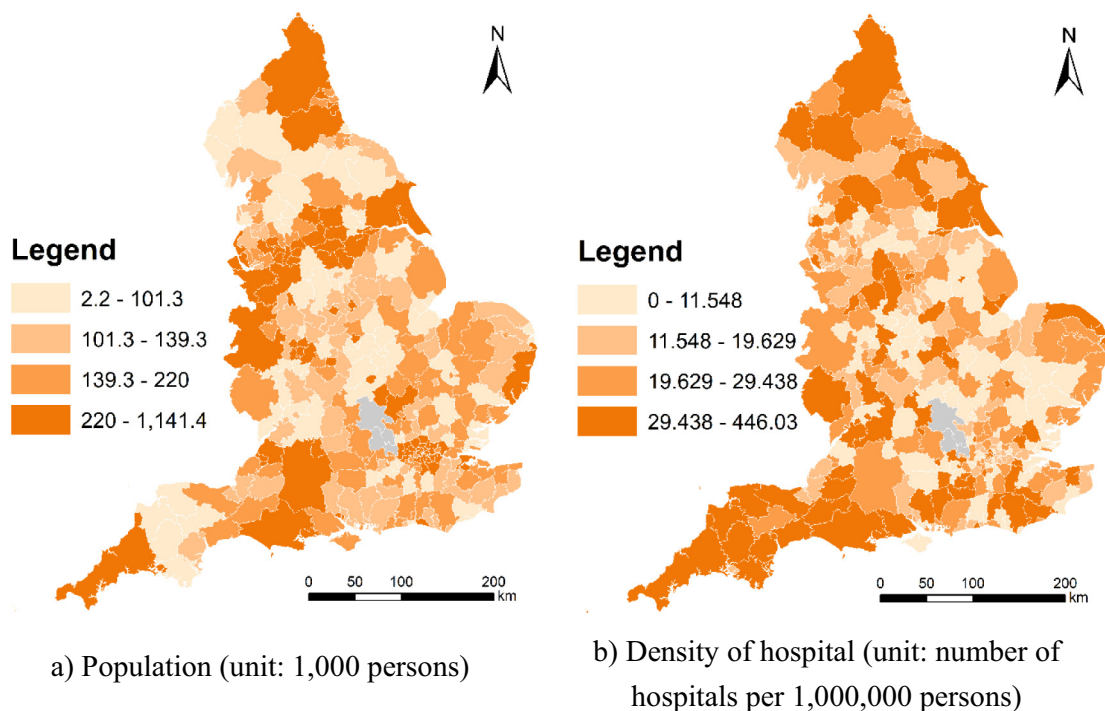 N
Legend
2.2 - 101.3
101.3 - 139.3
139.3 - 220
220 - 1,141.4
0 50 100 200
km
a) Population (unit: 1,000 persons)
N
Legend
0 - 11.548
11.548 - 19.629
19.629 - 29.438
29.438 - 446.03
0 50 100 200
km
b) Density of hospital (unit: number of
hospitals per 1,000,000 persons)